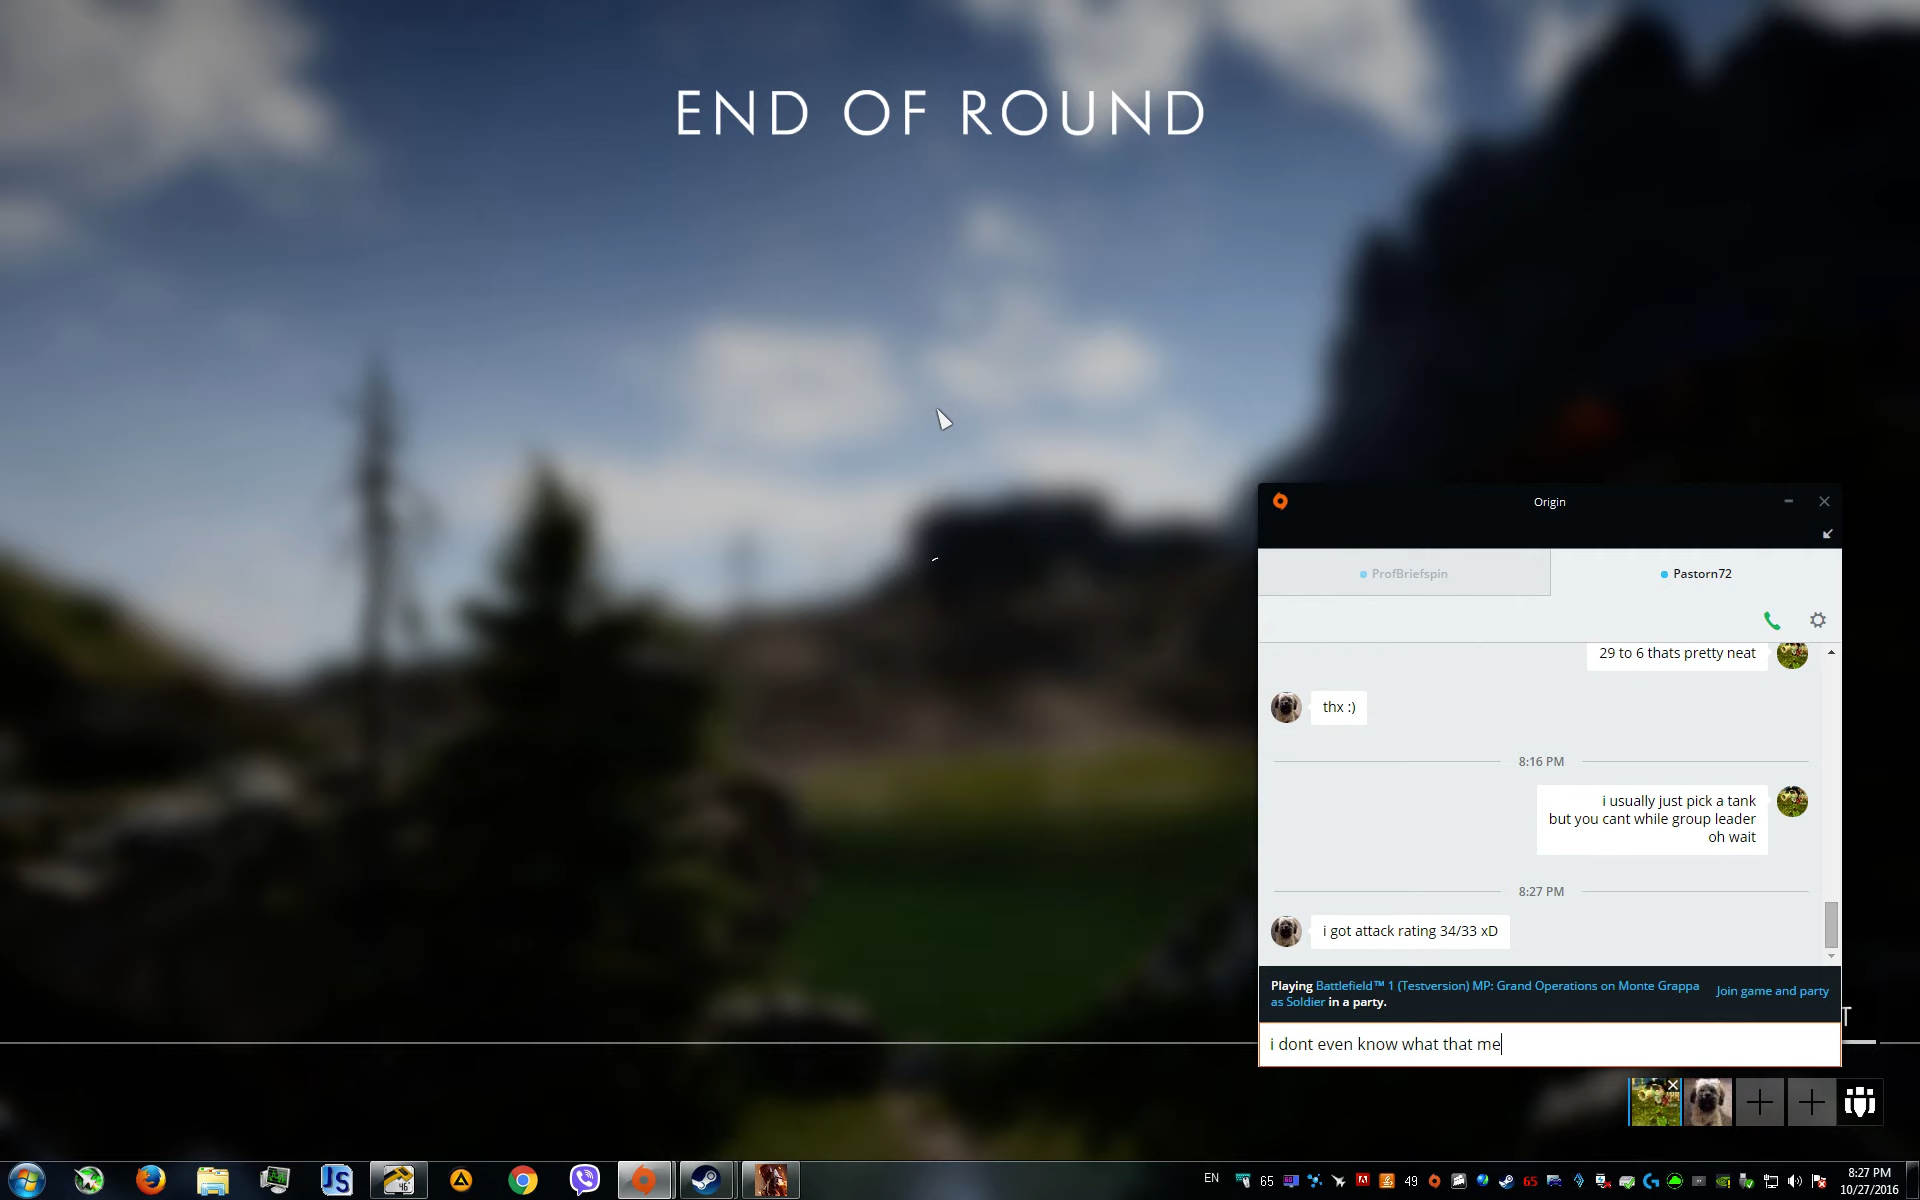 END OF ROUND
Origin
ProfBriefspin
Pastorn72
29 to 6 thats pretty neat
thx :)
8:16 PM
i usually just pick a tank
but you cant while group leader
oh wait
8:27 PM
i got attack rating 34/33 xD
Playing Battlefield™ 1 (Testversion) MP: Grand Operations on Monte Grappa
as Soldier in a party.
Join game and party
T
i dont even know what that me
JS
46°
EN
65
49
65
8:27 PM
10/27/2016